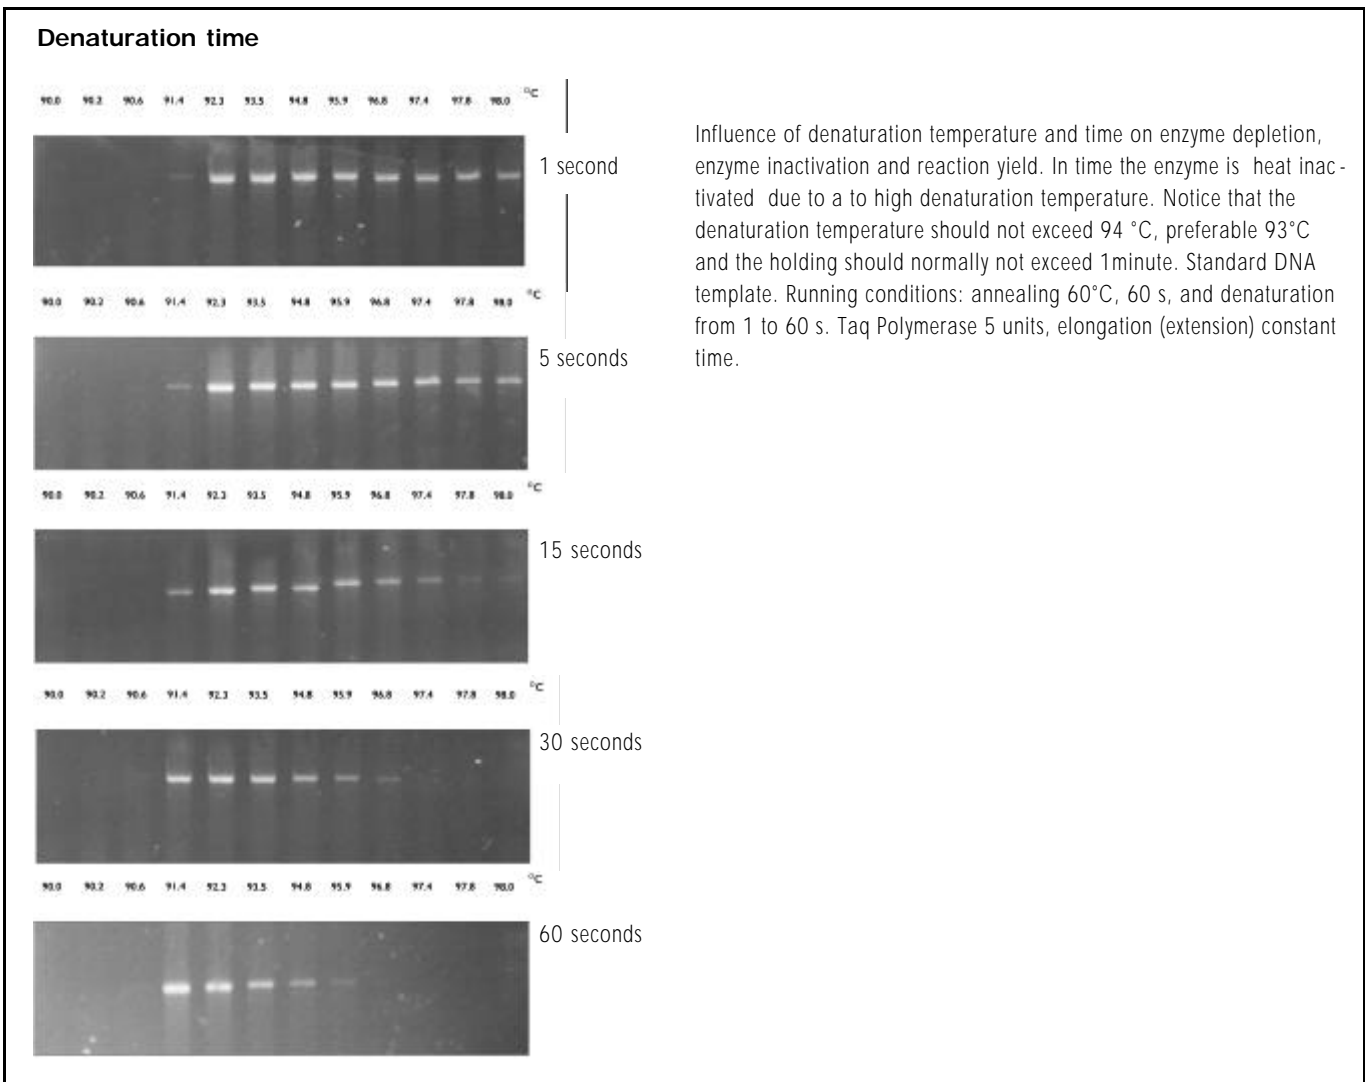 Denaturation time
90.0 90.2 90.6 91.4 92.3 93.5 94.8 95.9 96.8 97.4 97.8 98.0 °C
1 second
Influence of denaturation temperature and time on enzyme depletion,
enzyme inactivation and reaction yield. In time the enzyme is heat inac-
tivated due to a to high denaturation temperature. Notice that the
denaturation temperature should not exceed 94 °C, preferable 93°C
and the holding should normally not exceed 1minute. Standard DNA
template. Running conditions: annealing 60°C, 60 s, and denaturation
from 1 to 60 s. Taq Polymerase 5 units, elongation (extension) constant
time.
90.0 90.2 90.6 91.4 92.3 93.5 94.8 95.9 96.8 97.4 97.8 98.0 °C
5 seconds
90.0 90.2 90.6 91.4 92.3 93.5 94.8 95.9 96.8 97.4 97.8 98.0 °C
15 seconds
90.0 90.2 90.6 91.4 92.3 93.5 94.8 95.9 96.8 97.4 97.8 98.0 °C
30 seconds
90.0 90.2 90.6 91.4 92.3 93.5 94.8 95.9 96.8 97.4 97.8 98.0 °C
60 seconds